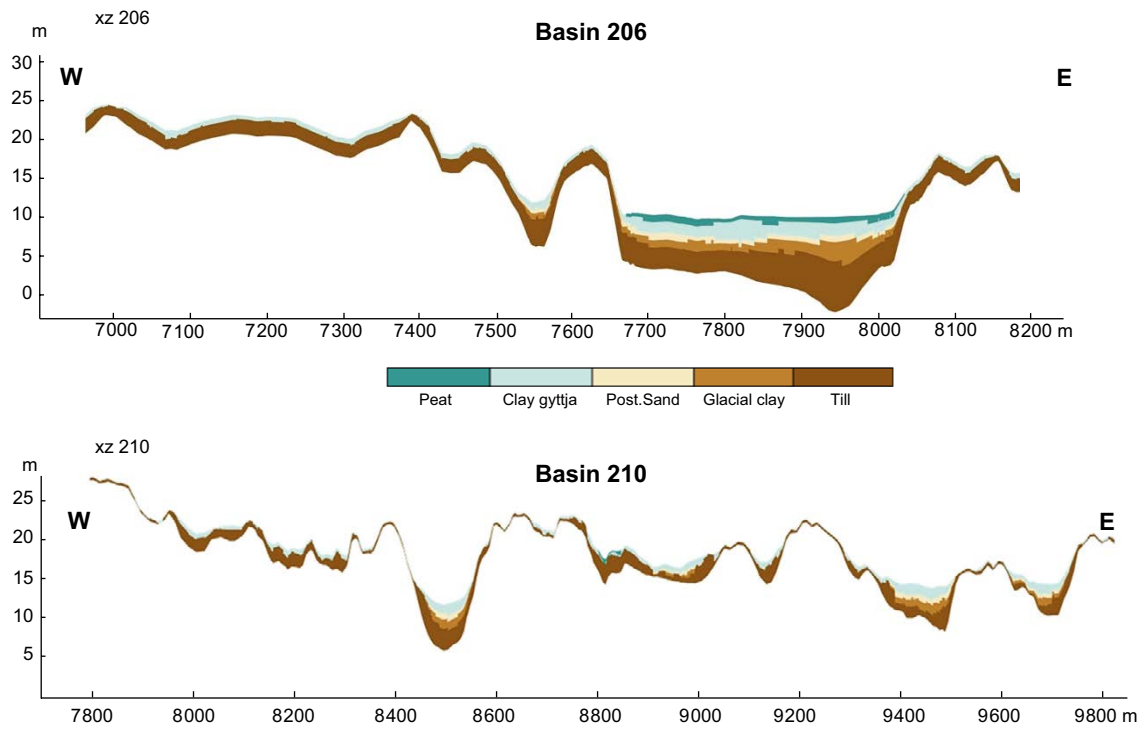 xz 206
Basin 206
m
W
E
30
25
20
15
10
5
0
7000 7100 7200 7300 7400 7500 7600 7700 7800 7900 8000 8100 8200 m
Peat Clay gyttja Post.Sand Glacial clay Till
xz 210
Basin 210
m
W
E
25
20
15
10
5
7800 8000 8200 8400 8600 8800 9000 9200 9400 9600 9800 m